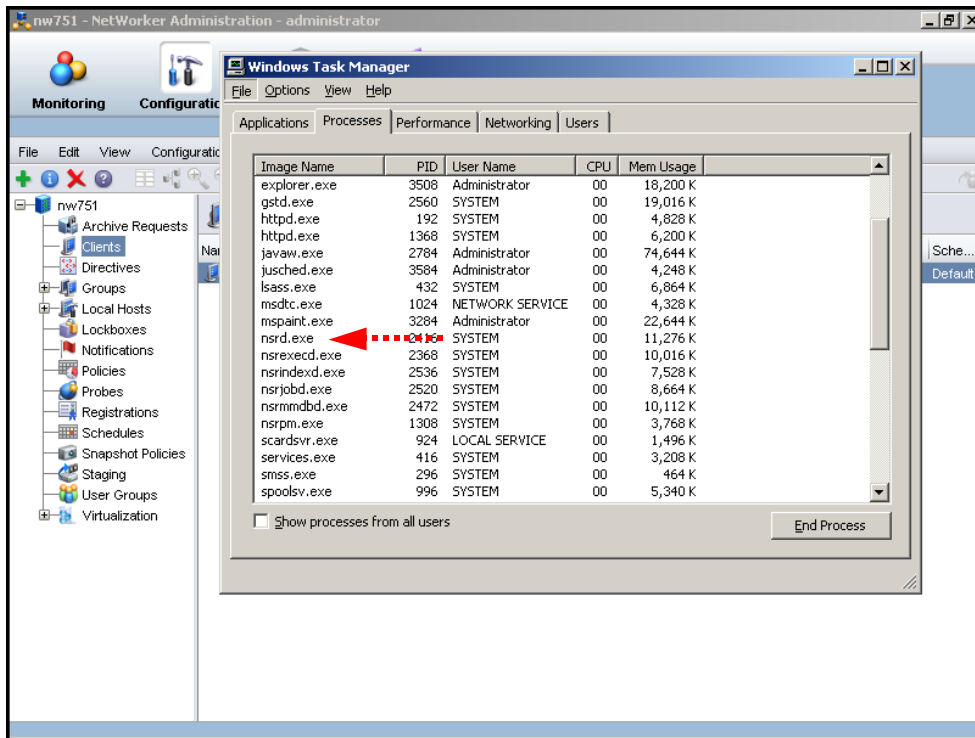 nw751 - NetWorker Administration - administrator
Monitoring
Configuratio
Windows Task Manager
File Options View Help
Applications Processes Performance Networking Users
File Edit View Configuratio
nw751
Archive Requests
Clients
Directives
Groups
Local Hosts
Lockboxes
Notifications
Policies
Probes
Registrations
Schedules
Snapshot Policies
Staging
User Groups
Virtualization
Nar
Sche...
Default
Image Name PID User Name CPU Mem Usage
explorer.exe 3508 Administrator 00 18,200 K
gstd.exe 2560 SYSTEM 00 19,016 K
httpd.exe 192 SYSTEM 00 4,828 K
httpd.exe 1368 SYSTEM 00 6,200 K
javaw.exe 2784 Administrator 00 74,644 K
jusched.exe 3584 Administrator 00 4,248 K
lsass.exe 432 SYSTEM 00 6,864 K
msdtc.exe 1024 NETWORK SERVICE 00 4,328 K
mspaint.exe 3284 Administrator 00 22,644 K
nsrd.exe SYSTEM 00 11,276 K
nsrexecd.exe 2368 SYSTEM 00 10,016 K
nsrindexd.exe 2536 SYSTEM 00 7,528 K
nsrjobd.exe 2520 SYSTEM 00 8,664 K
nsrmmdbd.exe 2472 SYSTEM 00 10,112 K
nsrpm.exe 1308 SYSTEM 00 3,768 K
scardsvr.exe 924 LOCAL SERVICE 00 1,496 K
services.exe 416 SYSTEM 00 3,208 K
smss.exe 296 SYSTEM 00 464 K
spoolsv.exe 996 SYSTEM 00 5,340 K
Show processes from all users
End Process